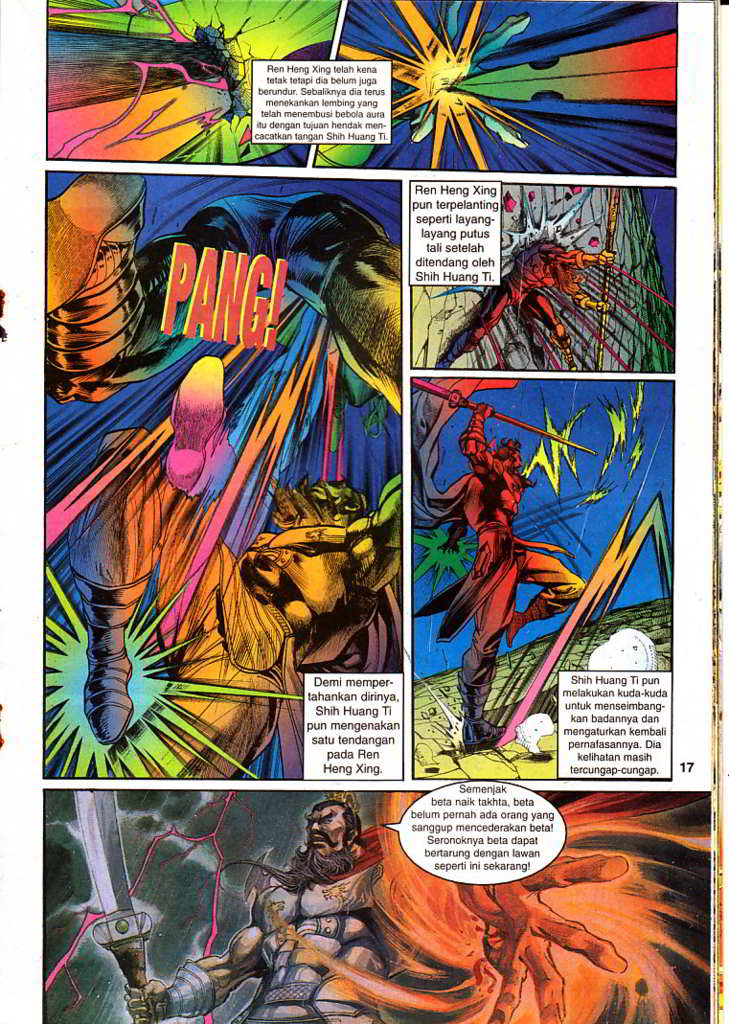 Ren Heng Xing telah kena
tetak tetapi dia belum juga
berundur. Sebaliknya dia terus
menekankan lembing yang
telah menembusi bebola aura
itu dengan tujuan hendak men-
cacatkan tangan Shih Huang Ti.
PANG!
Ren Heng Xing
pun terpelanting
seperti layang-
layang putus
tali setelah
ditendang oleh
Shih Huang Ti.
Demi memper-
tahankan dirinya,
Shih Huang Ti
pun mengenakan
satu tendangan
pada Ren
Heng Xing.
Shih Huang Ti pun
melakukan kuda-kuda
untuk menseimbang-
kan badannya dan
mengaturkan kembali
pernafasannya. Dia
kelihatan masih
tercungap-cungap.
17
Semenjak
beta naik takhta, beta
belum pernah ada orang yang
sanggup mencederakan beta!
Seronoknya beta dapat
bertarung dengan lawan
seperti ini sekarang!